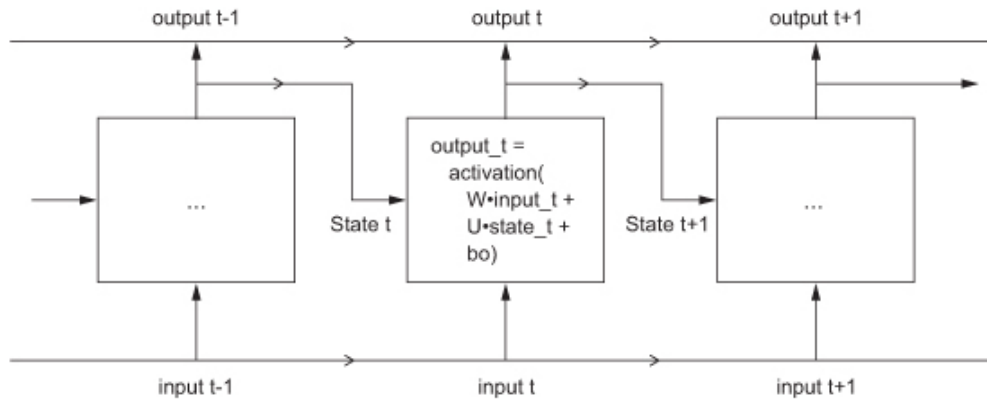 output t-1
output t
output t+1
output_t =
activation(
W•input_t +
U•state_t +
bo)
...
...
State t
State t+1
input t-1
input t
input t+1